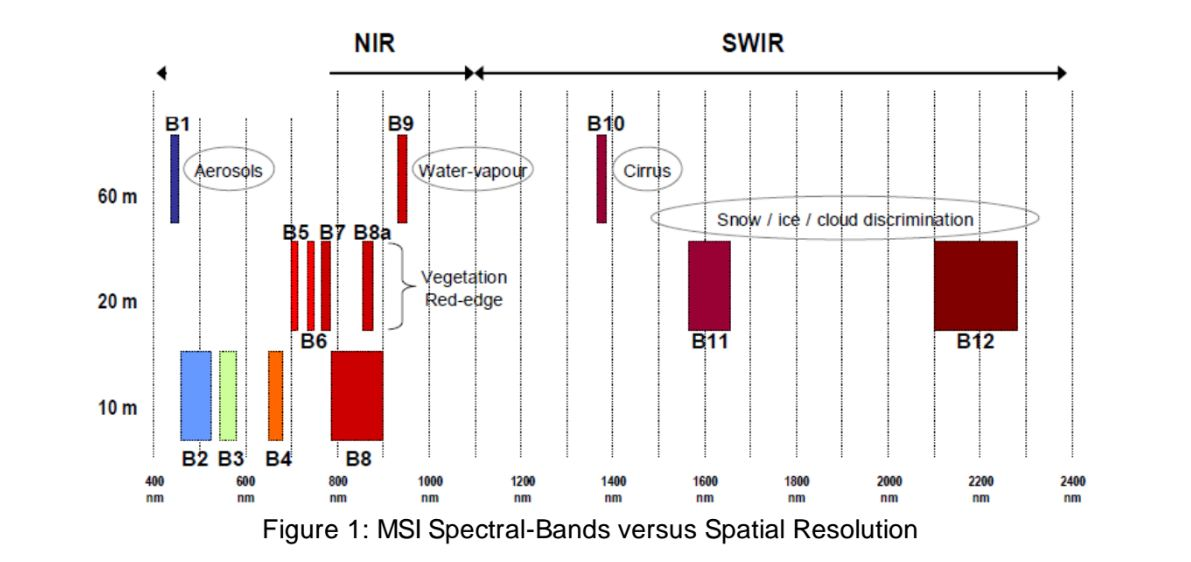 NIR
SWIR
B1
B9
B10
Aerosols
Water-vapour
Cirrus
60 m
Snow / ice / cloud discrimination
B5
B7
B8a
Vegetation
Red-edge
20 m
B6
B11
B12
10 m
B2
B3
B4
B8
400
nm
600
nm
800
nm
1000
nm
1200
nm
1400
nm
1600
nm
1800
nm
2000
nm
2200
nm
2400
nm
Figure 1: MSI Spectral-Bands versus Spatial Resolution